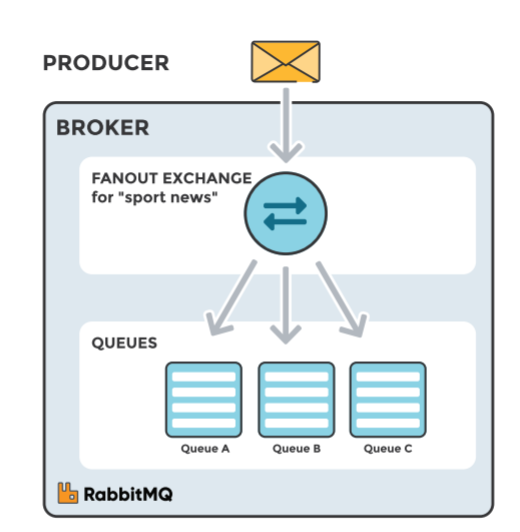 PRODUCER
BROKER
FANOUT EXCHANGE
for "sport news"
QUEUES
Queue A
Queue B
Queue C
RabbitMQ